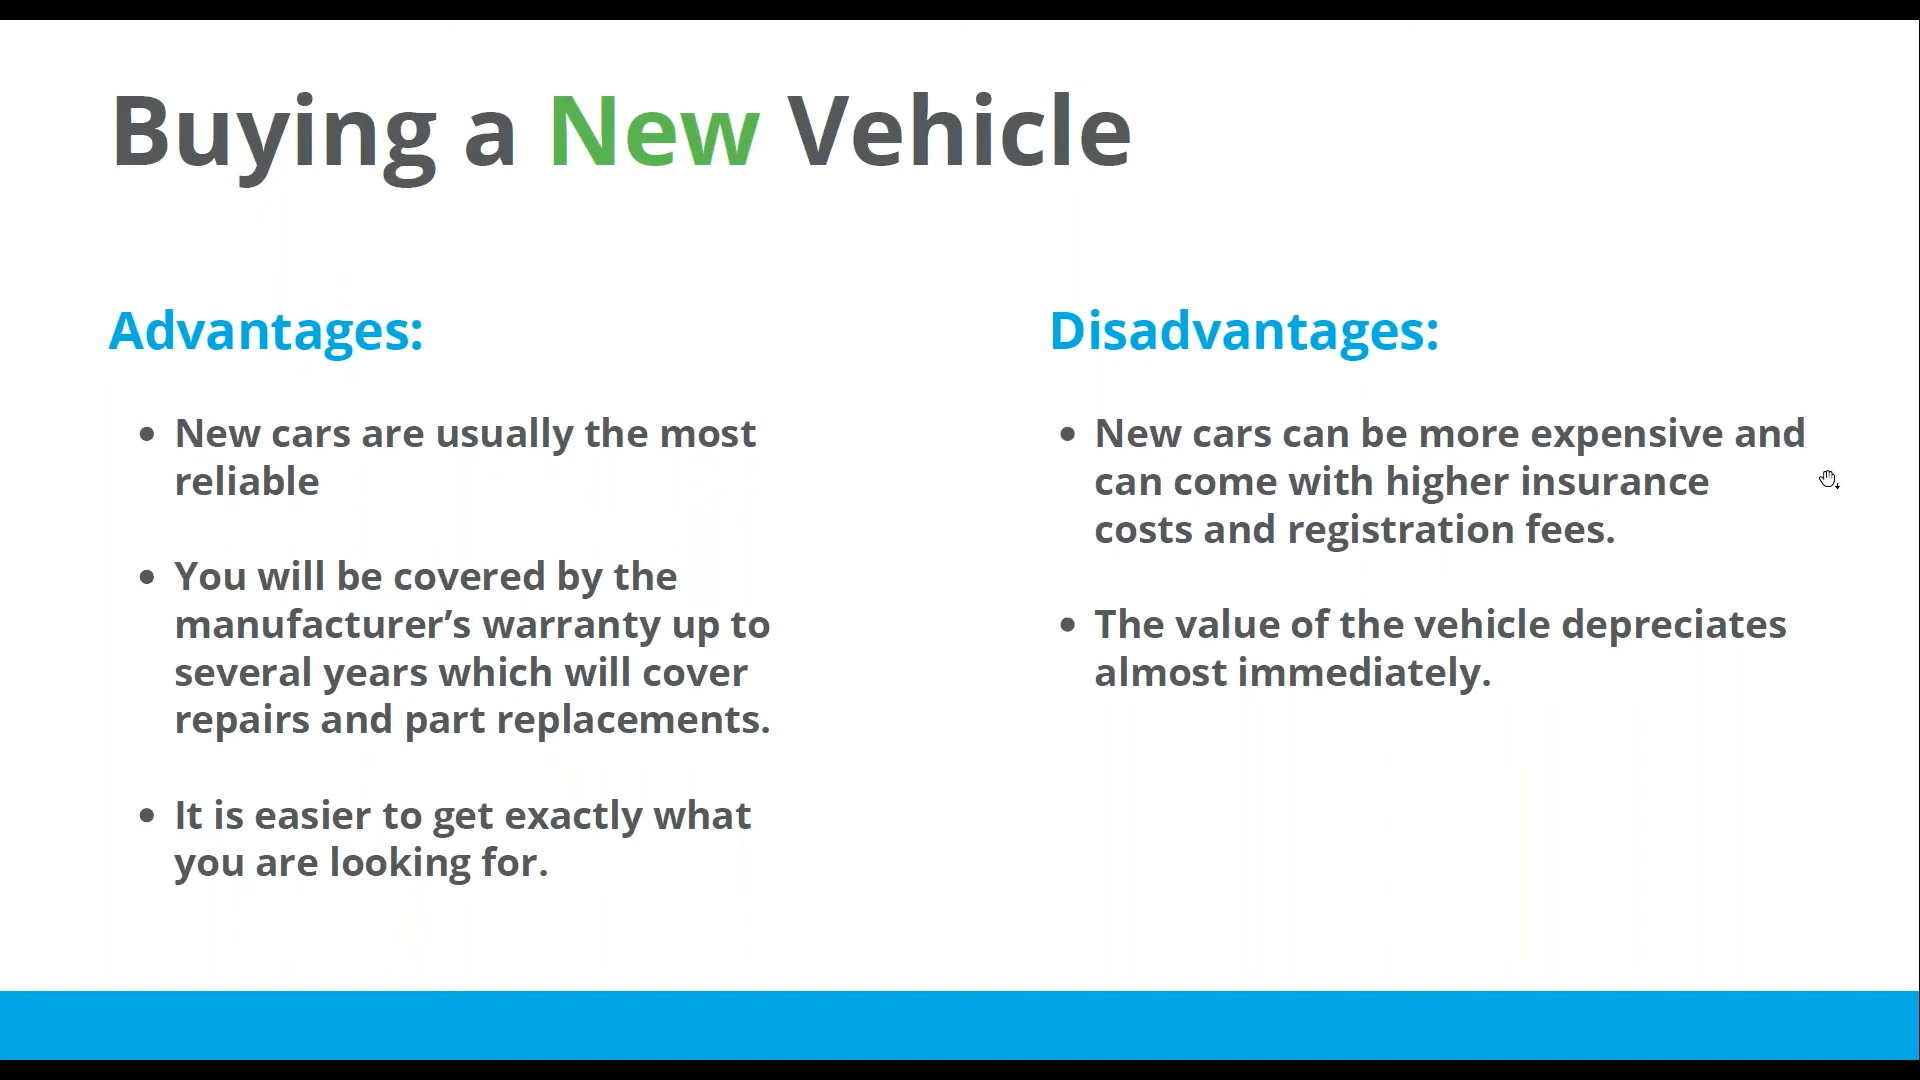 Buying a New Vehicle
Advantages:
• New cars are usually the most
reliable
• You will be covered by the
manufacturer’s warranty up to
several years which will cover
repairs and part replacements.
• It is easier to get exactly what
you are looking for.
Disadvantages:
• New cars can be more expensive and
can come with higher insurance
costs and registration fees.
• The value of the vehicle depreciates
almost immediately.